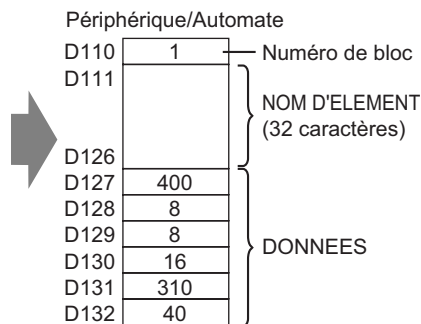 Périphérique/Automate
D110 1 Numéro de bloc
D111
NOM D'ELEMENT
(32 caractères)
D126
D127 400
D128 8
D129 8
DONNEES
D130 16
D131 310
D132 40